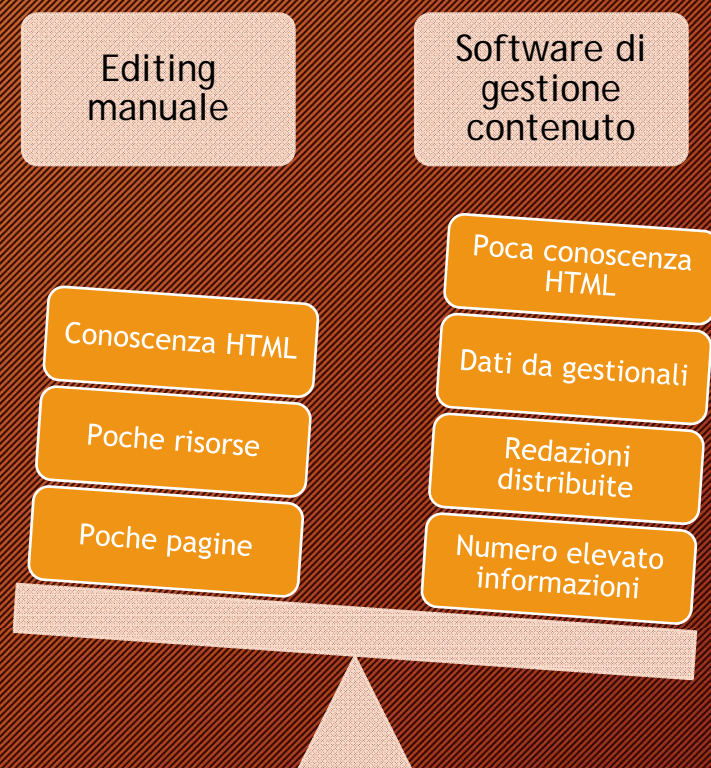 Editing
manuale
Software di
gestione
contenuto
Conoscenza HTML
Poche risorse
Poche pagine
Poca conoscenza
HTML
Dati da gestionali
Redazioni
distribuite
Numero elevato
informazioni